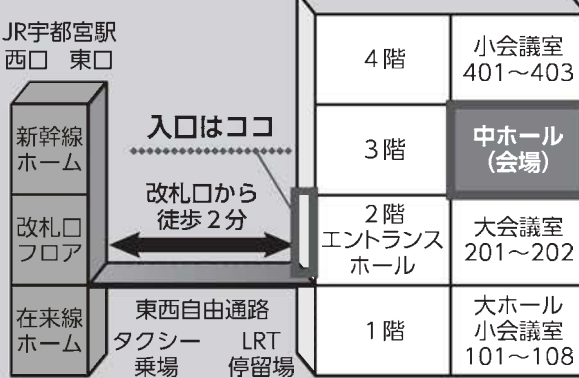 JR宇都宮駅
西口 東口
新幹線
ホーム
改札口
フロア
在来線
ホーム
入口はココ
改札口から
徒歩2分
東西自由通路
タクシー
乗場
LRT
停留場
4階
小会議室
401～403
3階
中ホール
(会場)
2階
エントランス
ホール
大会議室
201～202
1階
大ホール
小会議室
101～108